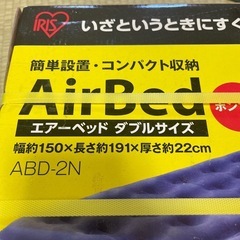 IRIS
いざというときにすぐ
簡単設置・コンパクト収納
AirBed
ポン
エアーベッド ダブルサイズ
幅約150×長さ約191×厚さ約22cm
ABD-2N